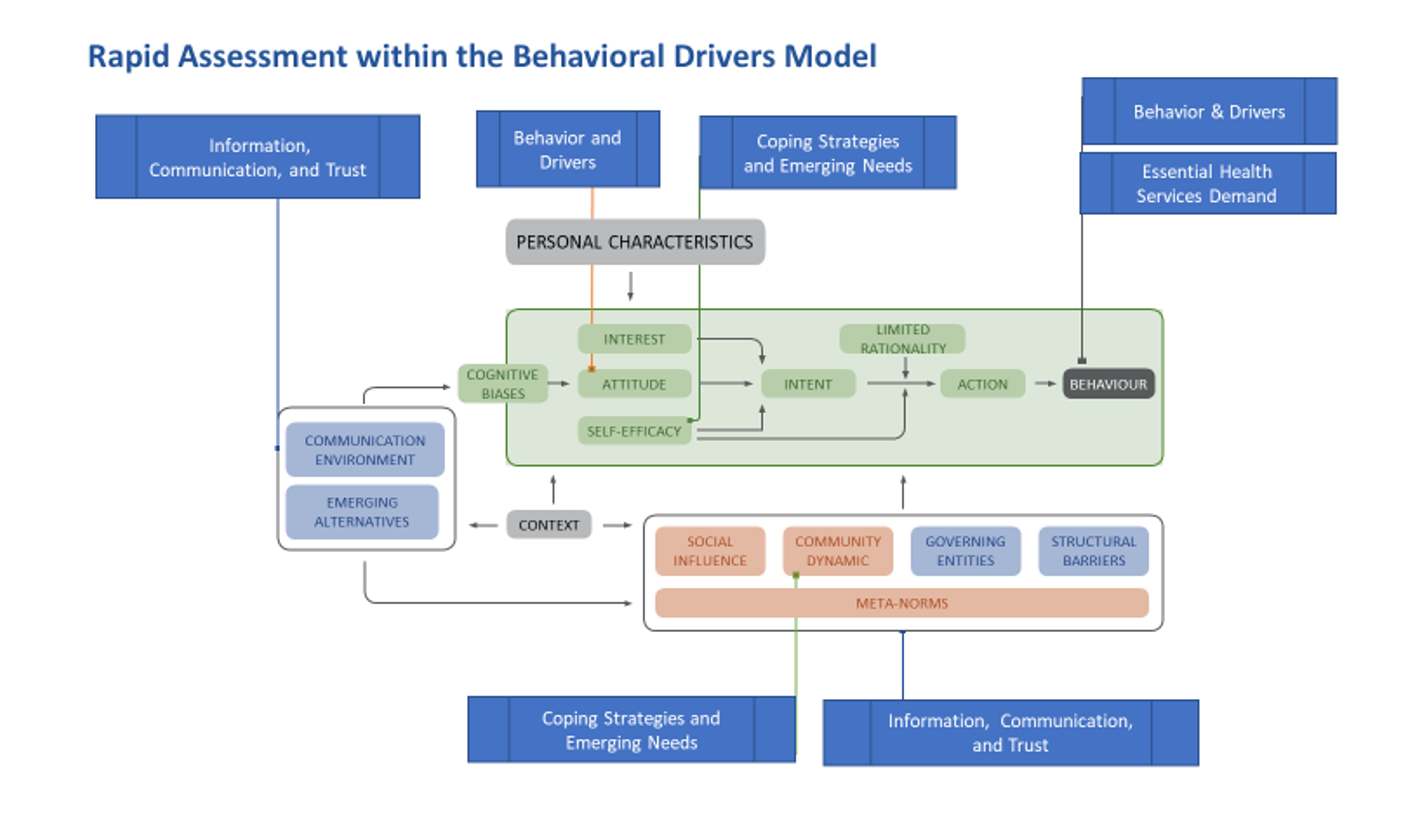 Rapid Assessment within the Behavioral Drivers Model
Behavior & Drivers
Information,
Communication, and Trust
Behavior and
Drivers
Coping Strategies
and Emerging Needs
Essential Health
Services Demand
PERSONAL CHARACTERISTICS
INTEREST
LIMITED
RATIONALITY
COGNITIVE
BIASES
ATTITUDE
INTENT
ACTION
BEHAVIOUR
SELF-EFFICACY
COMMUNICATION
ENVIRONMENT
EMERGING
ALTERNATIVES
CONTEXT
SOCIAL
INFLUENCE
COMMUNITY
DYNAMIC
GOVERNING
ENTITIES
STRUCTURAL
BARRIERS
META-NORMS
Coping Strategies and
Emerging Needs
Information, Communication,
and Trust